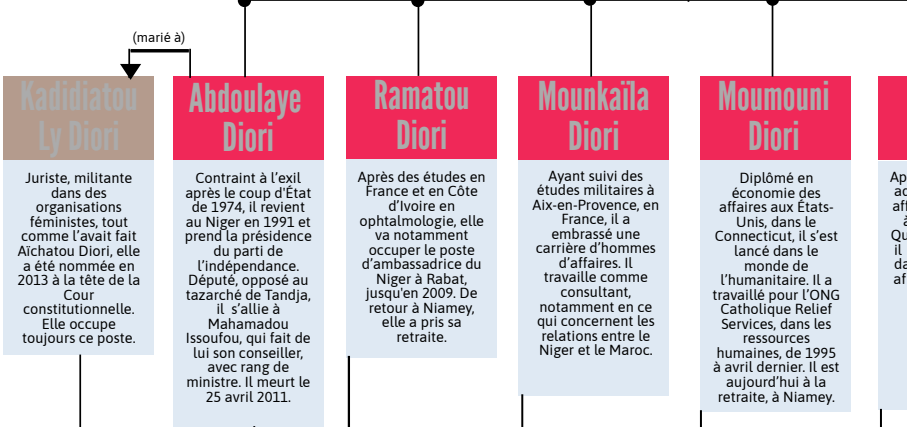 (marié à)
Kadidiatou
Ly Diori
Juriste, militante
dans des
organisations
féministes, tout
comme l'avait fait
Aïchatou Diori, elle
a été nommée en
2013 à la tête de la
Cour
constitutionnelle.
Elle occupe
toujours ce poste.
Abdoulaye
Diori
Contraint à l'exil
après le coup d'État
de 1974, il revient
au Niger en 1991 et
prend la présidence
du parti de
l'indépendance.
Député, opposé au
tazarché de Tandja,
il s'allie à
Mahamadou
Issoufou, qui fait de
lui son conseiller,
avec rang de
ministre. Il meurt le
25 avril 2011.
Ramatou
Diori
Après des études en
France et en Côte
d'Ivoire en
ophtalmologie, elle
va notamment
occuper le poste
d'ambassadrice du
Niger à Rabat,
jusqu'en 2009. De
retour à Niamey,
elle a pris sa
retraite.
Mounkaïla
Diori
Ayant suivi des
études militaires à
Aix-en-Provence, en
France, il a
embrassé une
carrière d'hommes
d'affaires. Il
travaille comme
consultant,
notamment en ce
qui concernent les
relations entre le
Niger et le Maroc.
Moumouni
Diori
Diplômé en
économie des
affaires aux États-
Unis, dans le
Connecticut, il s'est
lancé dans le
monde de
l'humanitaire. Il a
travaillé pour l'ONG
Catholique Relief
Services, dans les
ressources
humaines, de 1995
à avril dernier. Il est
aujourd'hui à la
retraite, à Niamey.